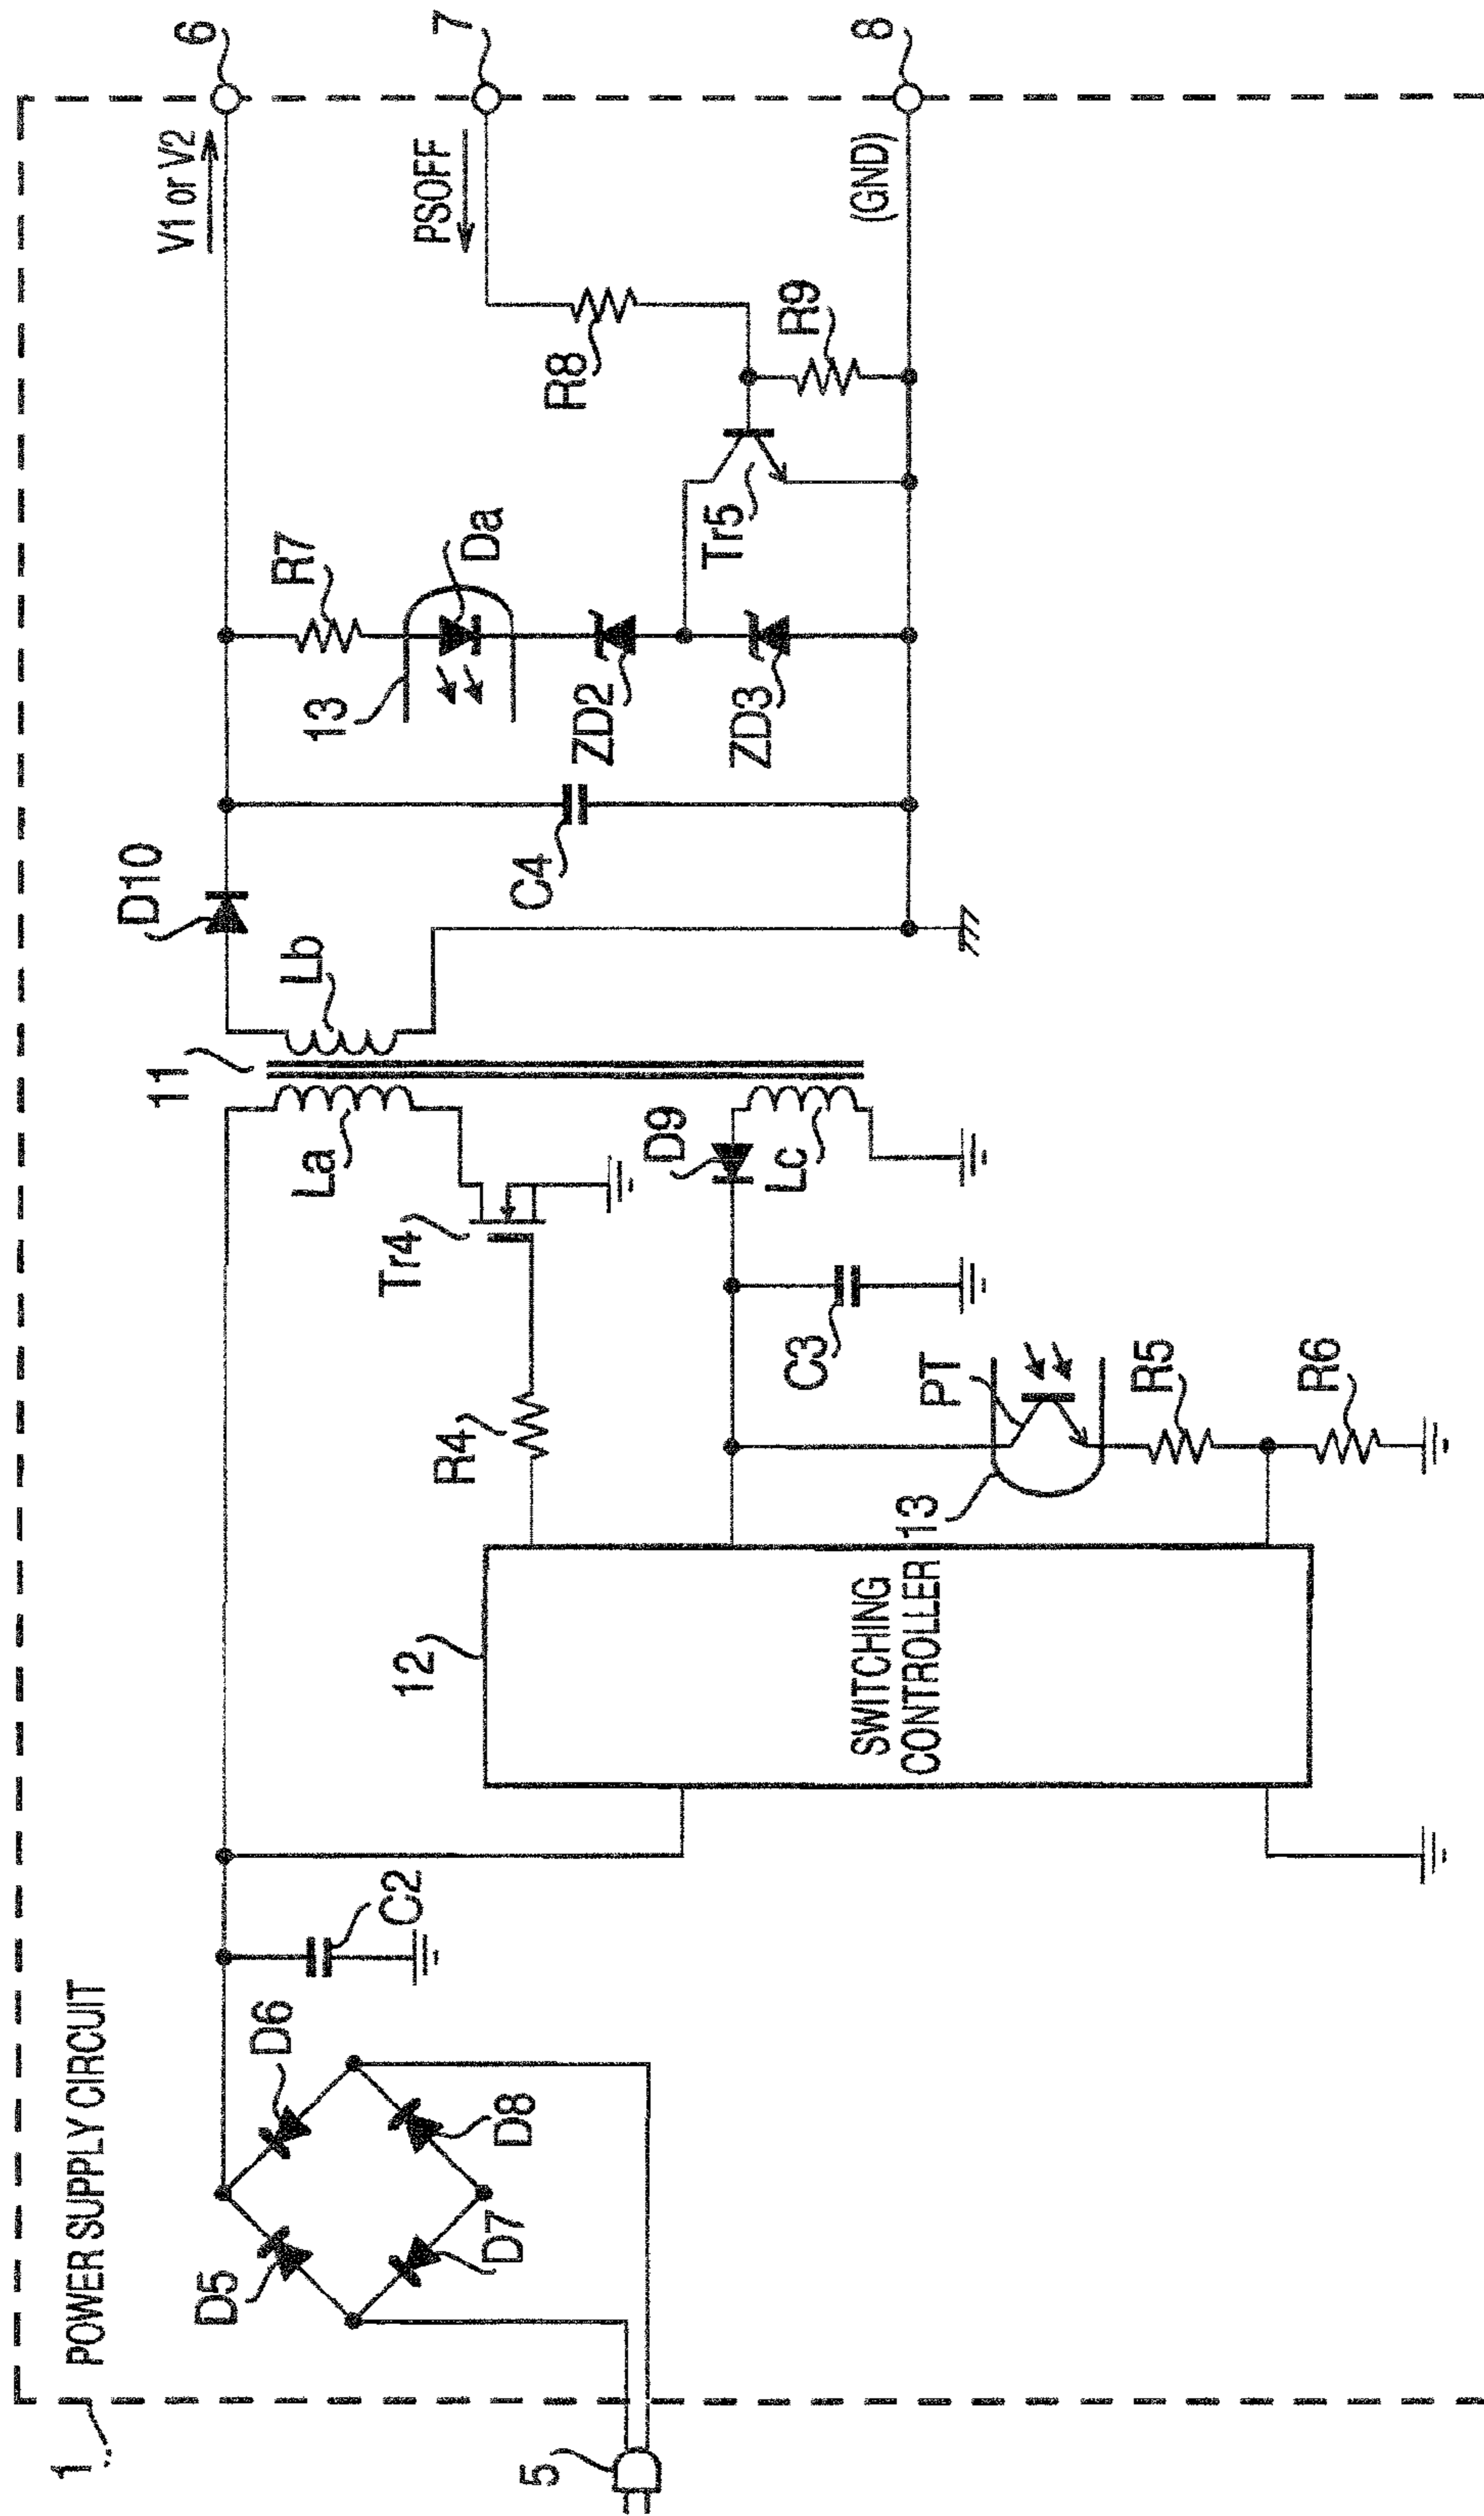 1
POWER SUPPLY CIRCUIT
5
D5
D6
D7
D8
C2
12
SWITCHING
CONTROLLER
R4
Tr4
La
11
Lb
D9
Lc
C3
PT
13
R5
R6
D10
C4
13
R7
Da
ZD2
ZD3
Tr5
R8
R9
V1 or V2
PSOFF
(GND)
6
7
8